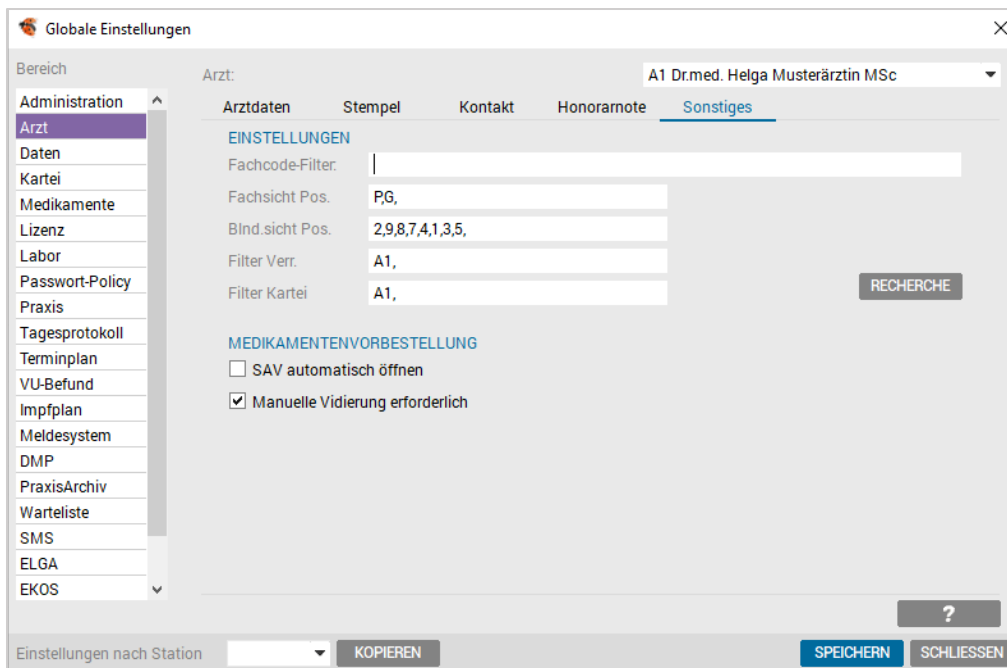 Globale Einstellungen
Bereich
Arzt:
A1 Dr.med. Helga Musterärztin MSc
Administration
Arzt
Daten
Kartei
Medikamente
Lizenz
Labor
Passwort-Policy
Praxis
Tagesprotokoll
Terminplan
VU-Befund
Impfplan
Meldesystem
DMP
PraxisArchiv
Warteliste
SMS
ELGA
EKOS
Arztdaten Stempel Kontakt Honorarnote Sonstiges
EINSTELLUNGEN
Fachcode-Filter:
Fachsicht Pos. P,G,
Blnd.sicht Pos. 2,9,8,7,4,1,3,5,
Filter Verr. A1,
Filter Kartei A1,
RECHERCHE
MEDIKAMENTENVORBESTELLUNG
SAV automatisch öffnen
Manuelle Vidierung erforderlich
?
Einstellungen nach Station KOPIEREN SPEICHERN SCHLIESSEN